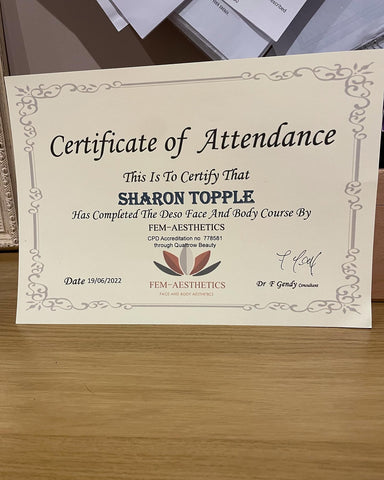 Certificate of Attendance
This Is To Certify That
SHARON TOPPLE
Has Completed The Deso Face And Body Course By
FEM-AESTHETICS
CPD Accreditation no 778581
through Quattrow Beauty
FEM-AESTHETICS
FACE AND BODY AESTHETICS
Date 19/06/2022
Dr F Gendy Consultant